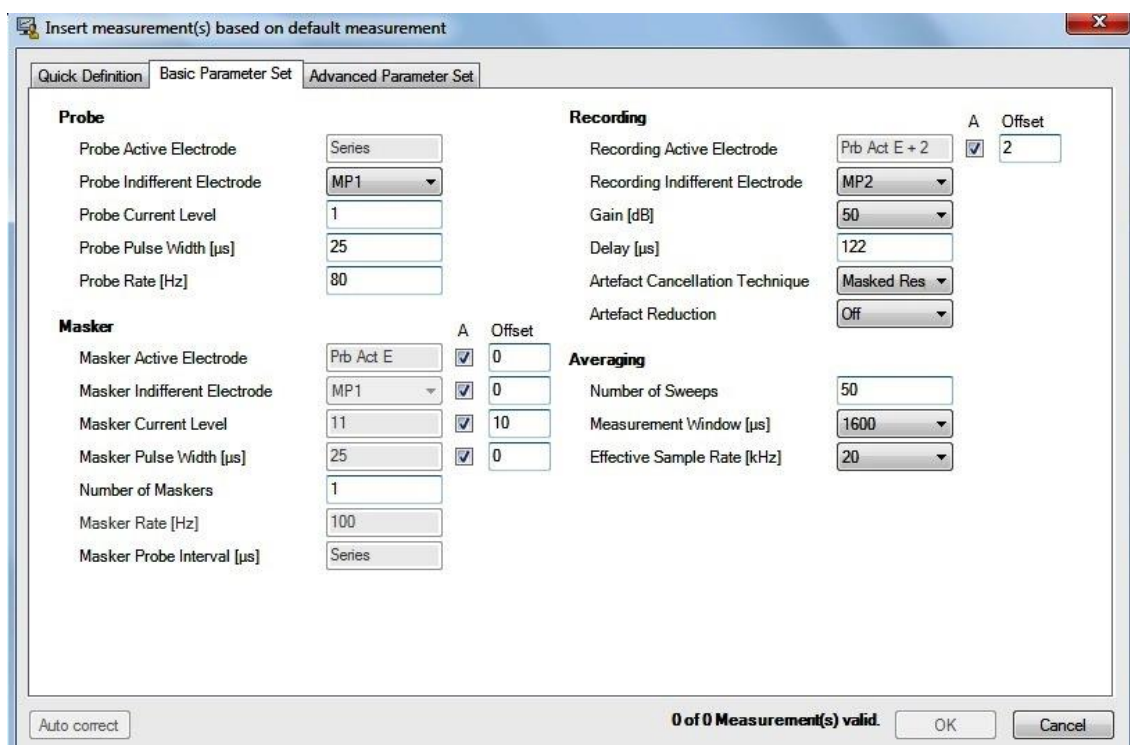 Insert measurement(s) based on default measurement
Quick Definition Basic Parameter Set Advanced Parameter Set
Probe
Probe Active Electrode Series
Probe Indifferent Electrode MP1
Probe Current Level 1
Probe Pulse Width [µs] 25
Probe Rate [Hz] 80
Masker A Offset
Masker Active Electrode Prb Act E 0
Masker Indifferent Electrode MP1 0
Masker Current Level 11 10
Masker Pulse Width [µs] 25 0
Number of Maskers 1
Masker Rate [Hz] 100
Masker Probe Interval [µs] Series
Recording A Offset
Recording Active Electrode Prb Act E + 2 2
Recording Indifferent Electrode MP2
Gain [dB] 50
Delay [µs] 122
Artefact Cancellation Technique Masked Res
Artefact Reduction Off
Averaging
Number of Sweeps 50
Measurement Window [µs] 1600
Effective Sample Rate [kHz] 20
Auto correct 0 of 0 Measurement(s) valid. OK Cancel